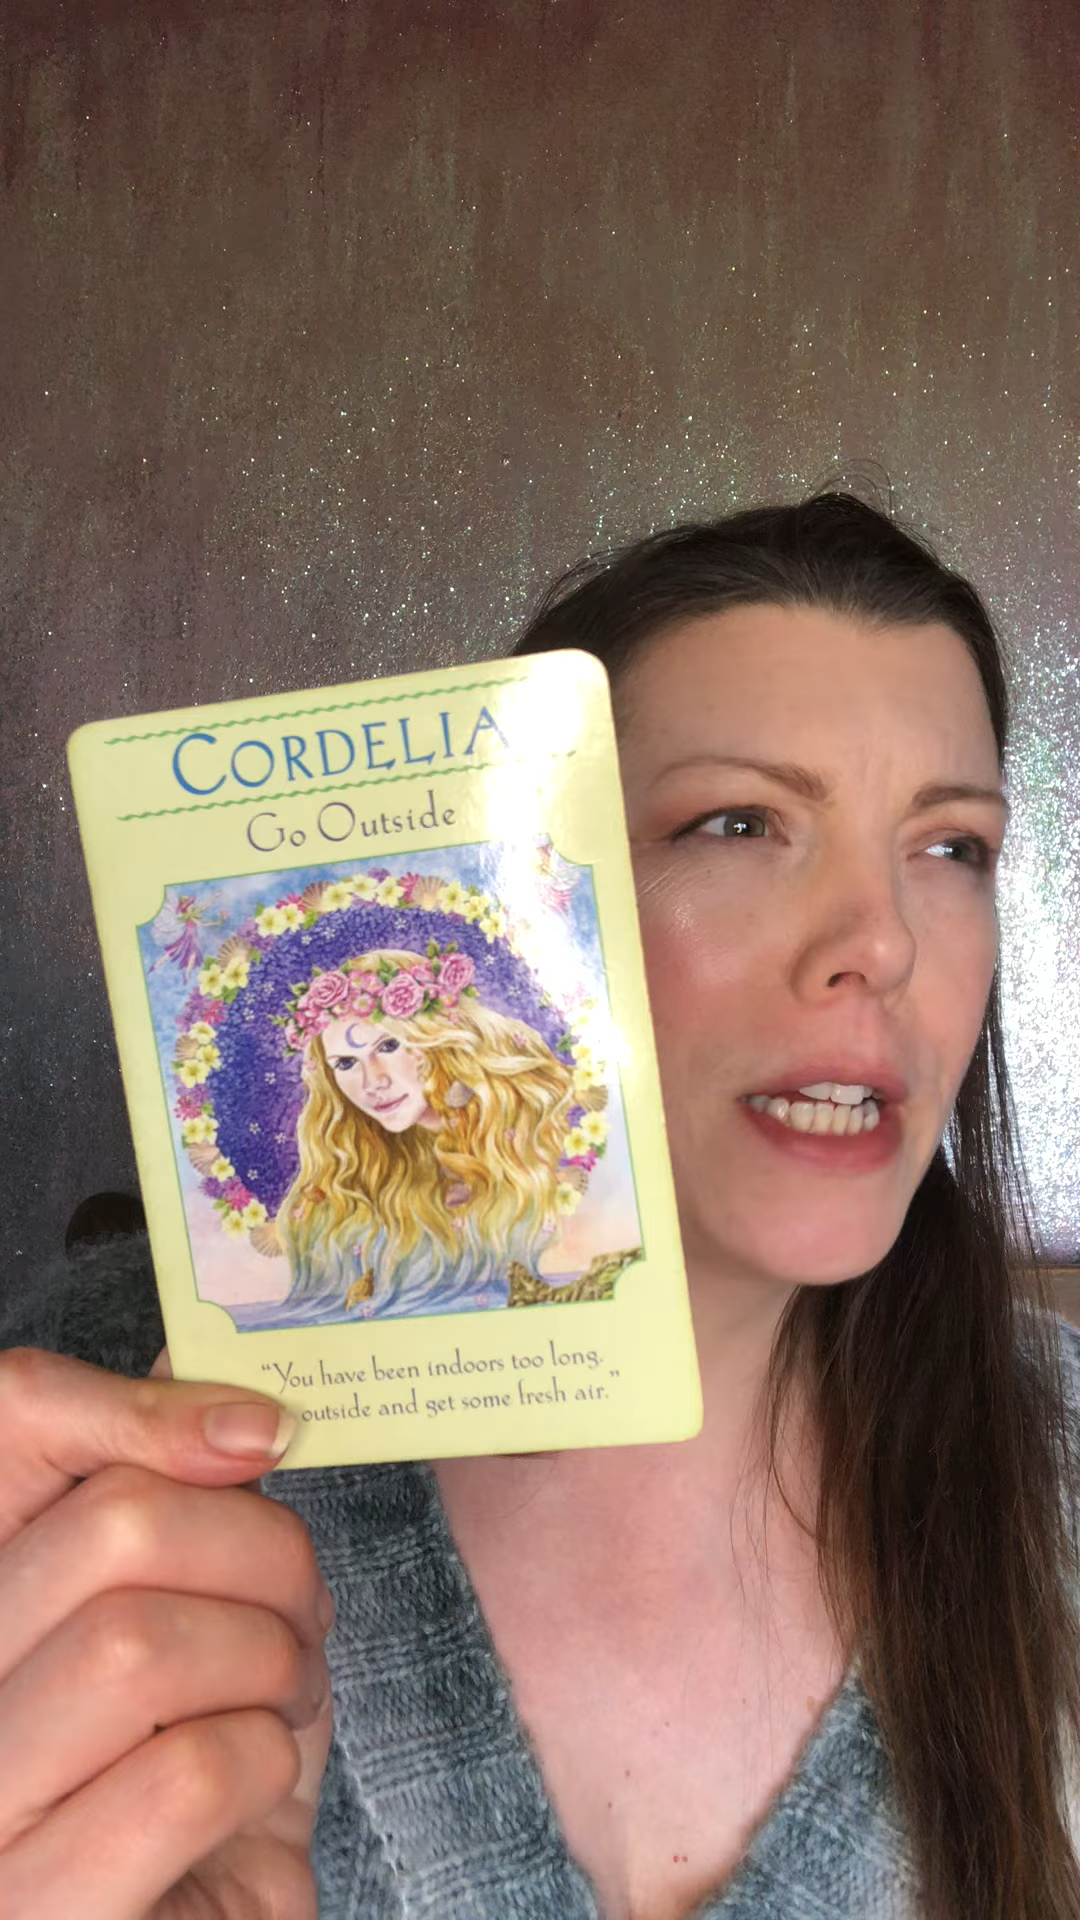 CORDELIA
Go Outside
“You have been indoors too long.
outside and get some fresh air.”